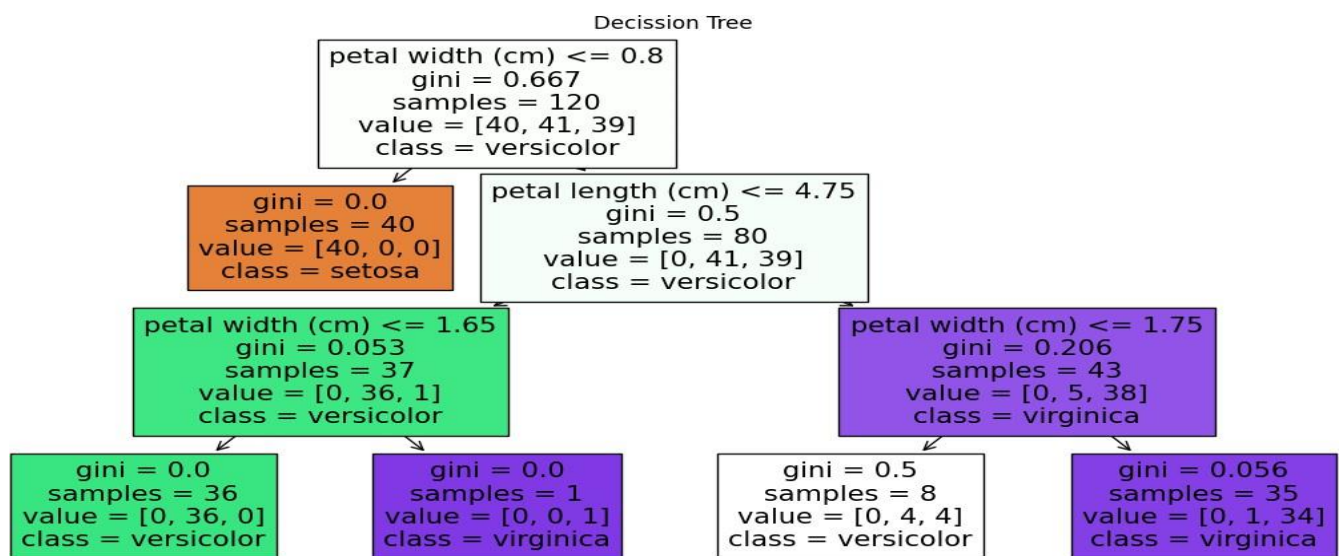 Decission Tree
petal width (cm) <= 0.8
gini = 0.667
samples = 120
value = [40, 41, 39]
class = versicolor
gini = 0.0
samples = 40
value = [40, 0, 0]
class = setosa
petal length (cm) <= 4.75
gini = 0.5
samples = 80
value = [0, 41, 39]
class = versicolor
petal width (cm) <= 1.65
gini = 0.053
samples = 37
value = [0, 36, 1]
class = versicolor
petal width (cm) <= 1.75
gini = 0.206
samples = 43
value = [0, 5, 38]
class = virginica
gini = 0.0
samples = 36
value = [0, 36, 0]
class = versicolor
gini = 0.0
samples = 1
value = [0, 0, 1]
class = virginica
gini = 0.5
samples = 8
value = [0, 4, 4]
class = versicolor
gini = 0.056
samples = 35
value = [0, 1, 34]
class = virginica